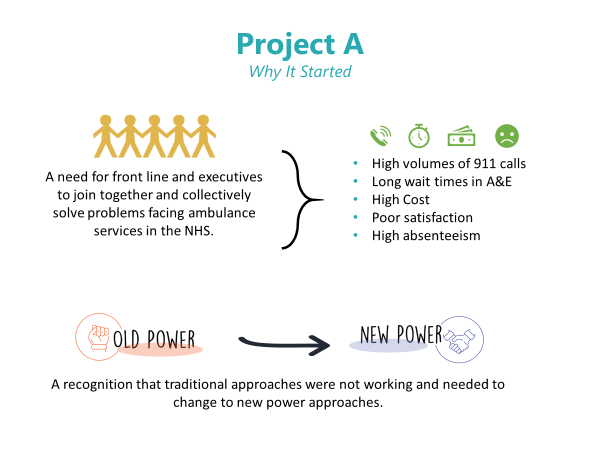 Project A
Why It Started
A need for front line and executives
to join together and collectively
solve problems facing ambulance
services in the NHS.
• High volumes of 911 calls
• Long wait times in A&E
• High Cost
• Poor satisfaction
• High absenteeism
OLD POWER
NEW POWER
A recognition that traditional approaches were not working and needed to
change to new power approaches.